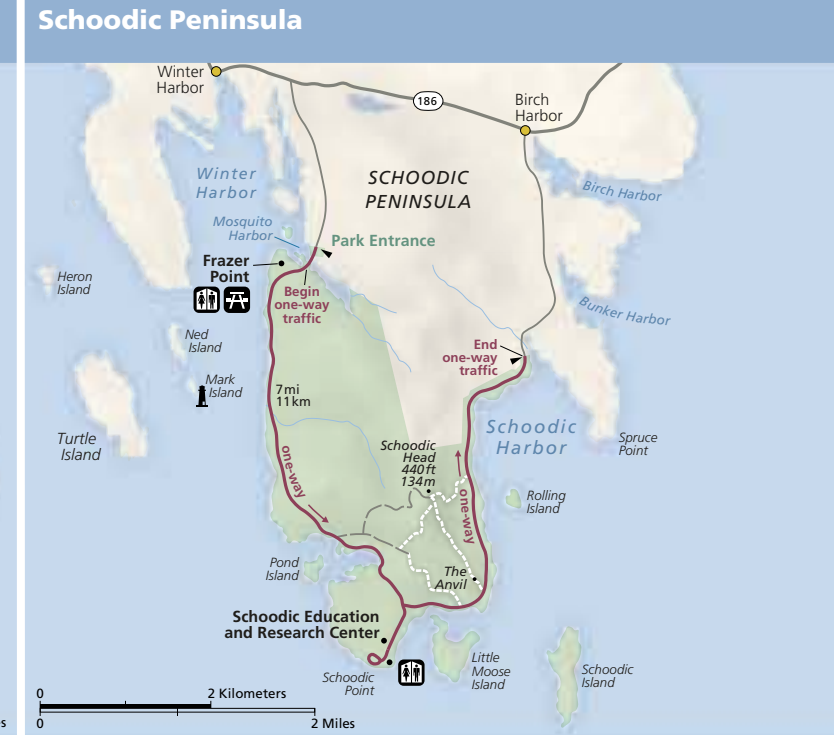 Schoodic Peninsula
Winter
Harbor
186
Birch
Harbor
SCHOODIC
PENINSULA
Winter
Harbor
Birch Harbor
Mosquito
Harbor
Park Entrance
Frazer
Point
Heron
Island
Begin
one-way
traffic
Bunker Harbor
Ned
Island
End
one-way
traffic
Mark
Island
7mi
11km
Turtle
Island
Schoodic
Harbor
Spruce
Point
Schoodic
Head
440ft
134m
one-way
one-way
Rolling
Island
Pond
Island
The
Anvil
Schoodic Education
and Research Center
Little
Moose
Island
Schoodic
Island
Schoodic
Point
0
2 Kilometers
0
2 Miles
s